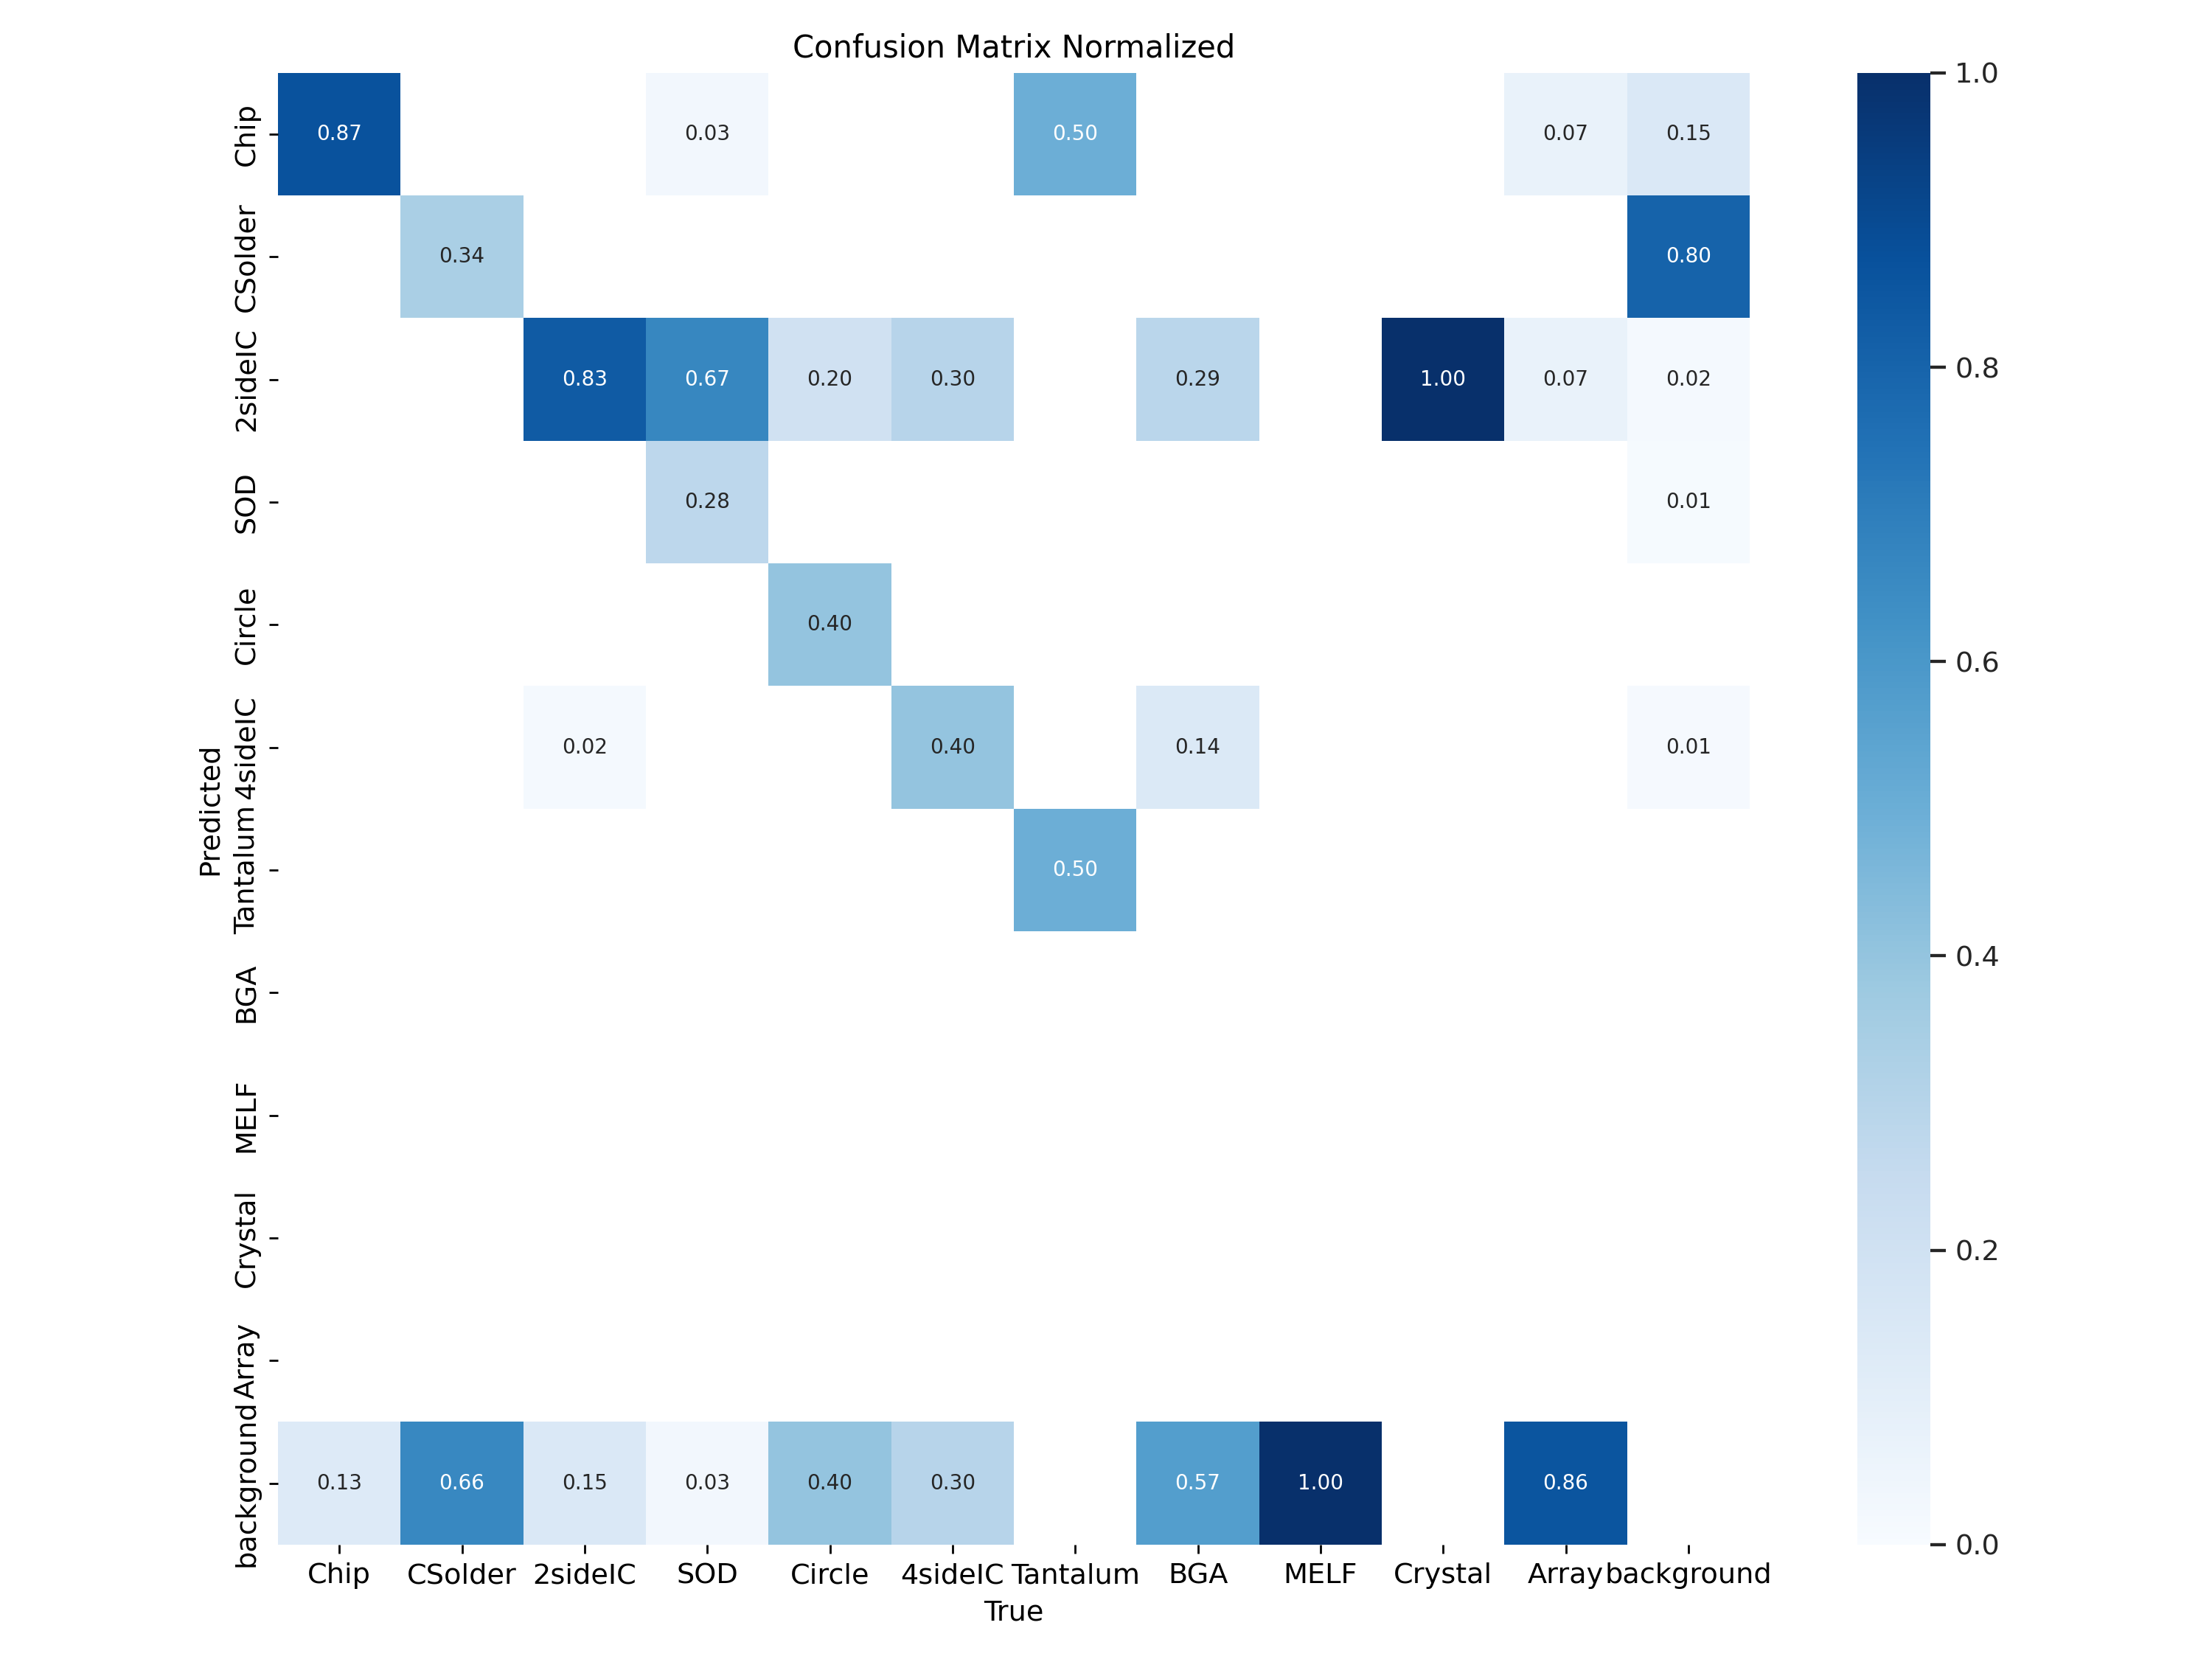 Confusion Matrix Normalized
Chip 0.87 0.03 0.50 0.07 0.15
CSolder 0.34 0.80
2sideIC 0.83 0.67 0.20 0.30 0.29 1.00 0.07 0.02
SOD 0.28 0.01
Circle 0.40
4sideIC 0.02 0.40 0.14 0.01
Tantalum 0.50
BGA
MELF
Crystal
Array
background 0.13 0.66 0.15 0.03 0.40 0.30 0.57 1.00 0.86
Predicted
Chip CSolder 2sideIC SOD Circle 4sideIC Tantalum BGA MELF Crystal Array background
True
1.0
0.8
0.6
0.4
0.2
0.0